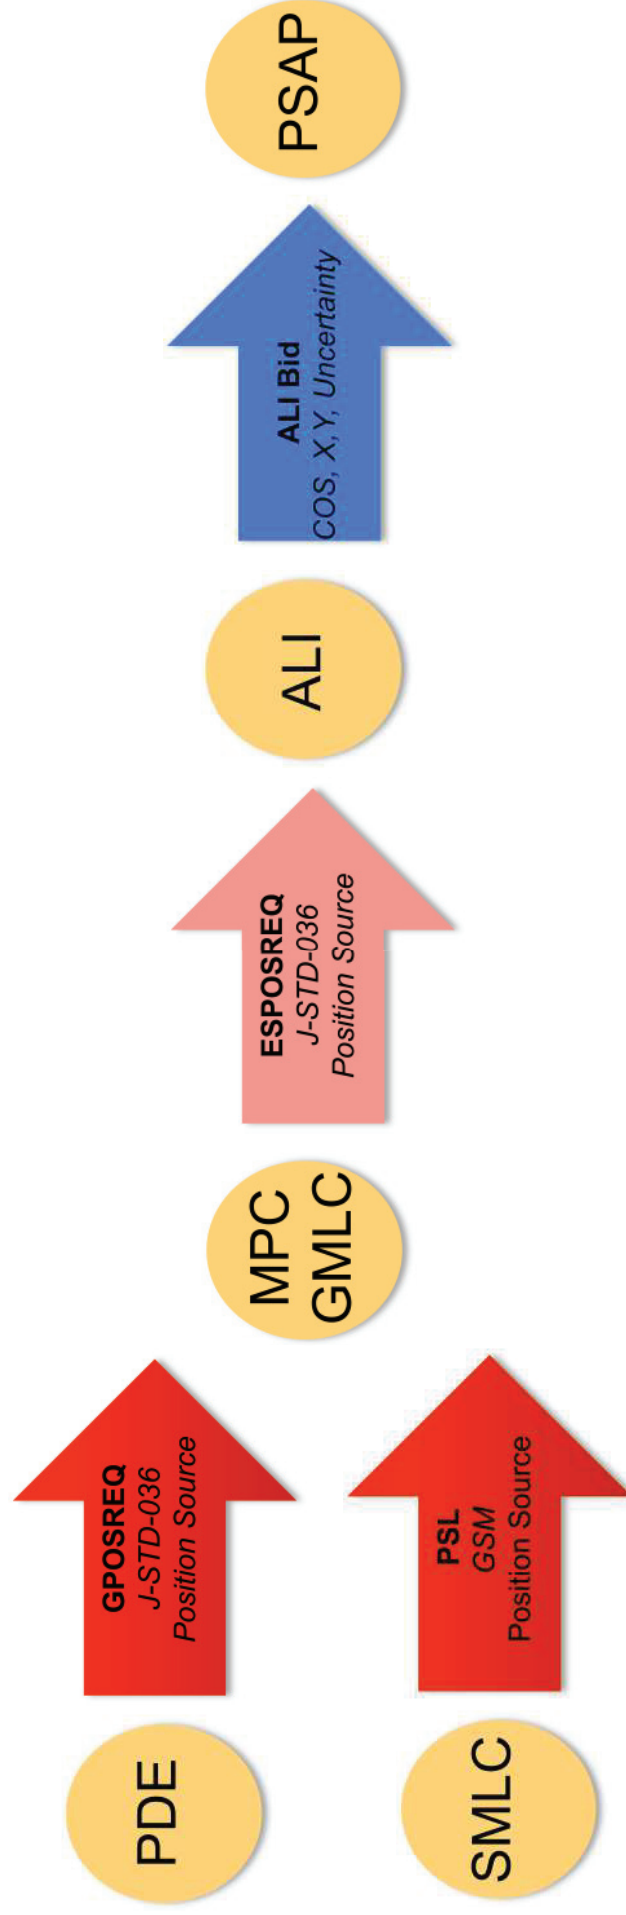 PDE
GPOSREQ
J-STD-036
Position Source
SMLC
PSL
GSM
Position Source
MPC
GMLC
ESPOSREQ
J-STD-036
Position Source
ALI
ALI Bid
COS, X,Y, Uncertainty
PSAP